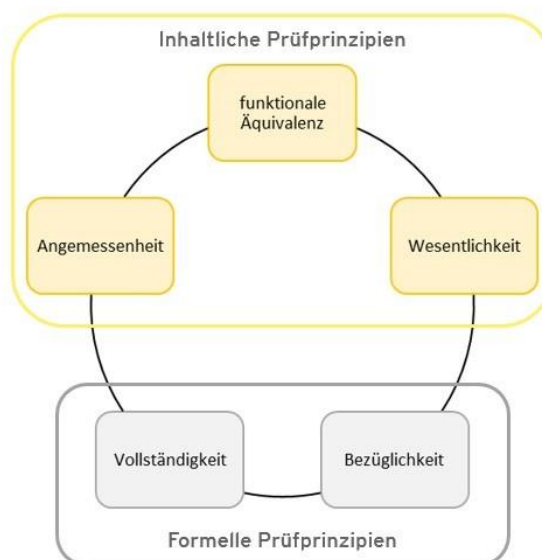 Inhaltliche Prüfprinzipien
funktionale
Äquivalenz
Angemessenheit
Wesentlichkeit
Vollständigkeit
Bezüglichkeit
Formelle Prüfprinzipien